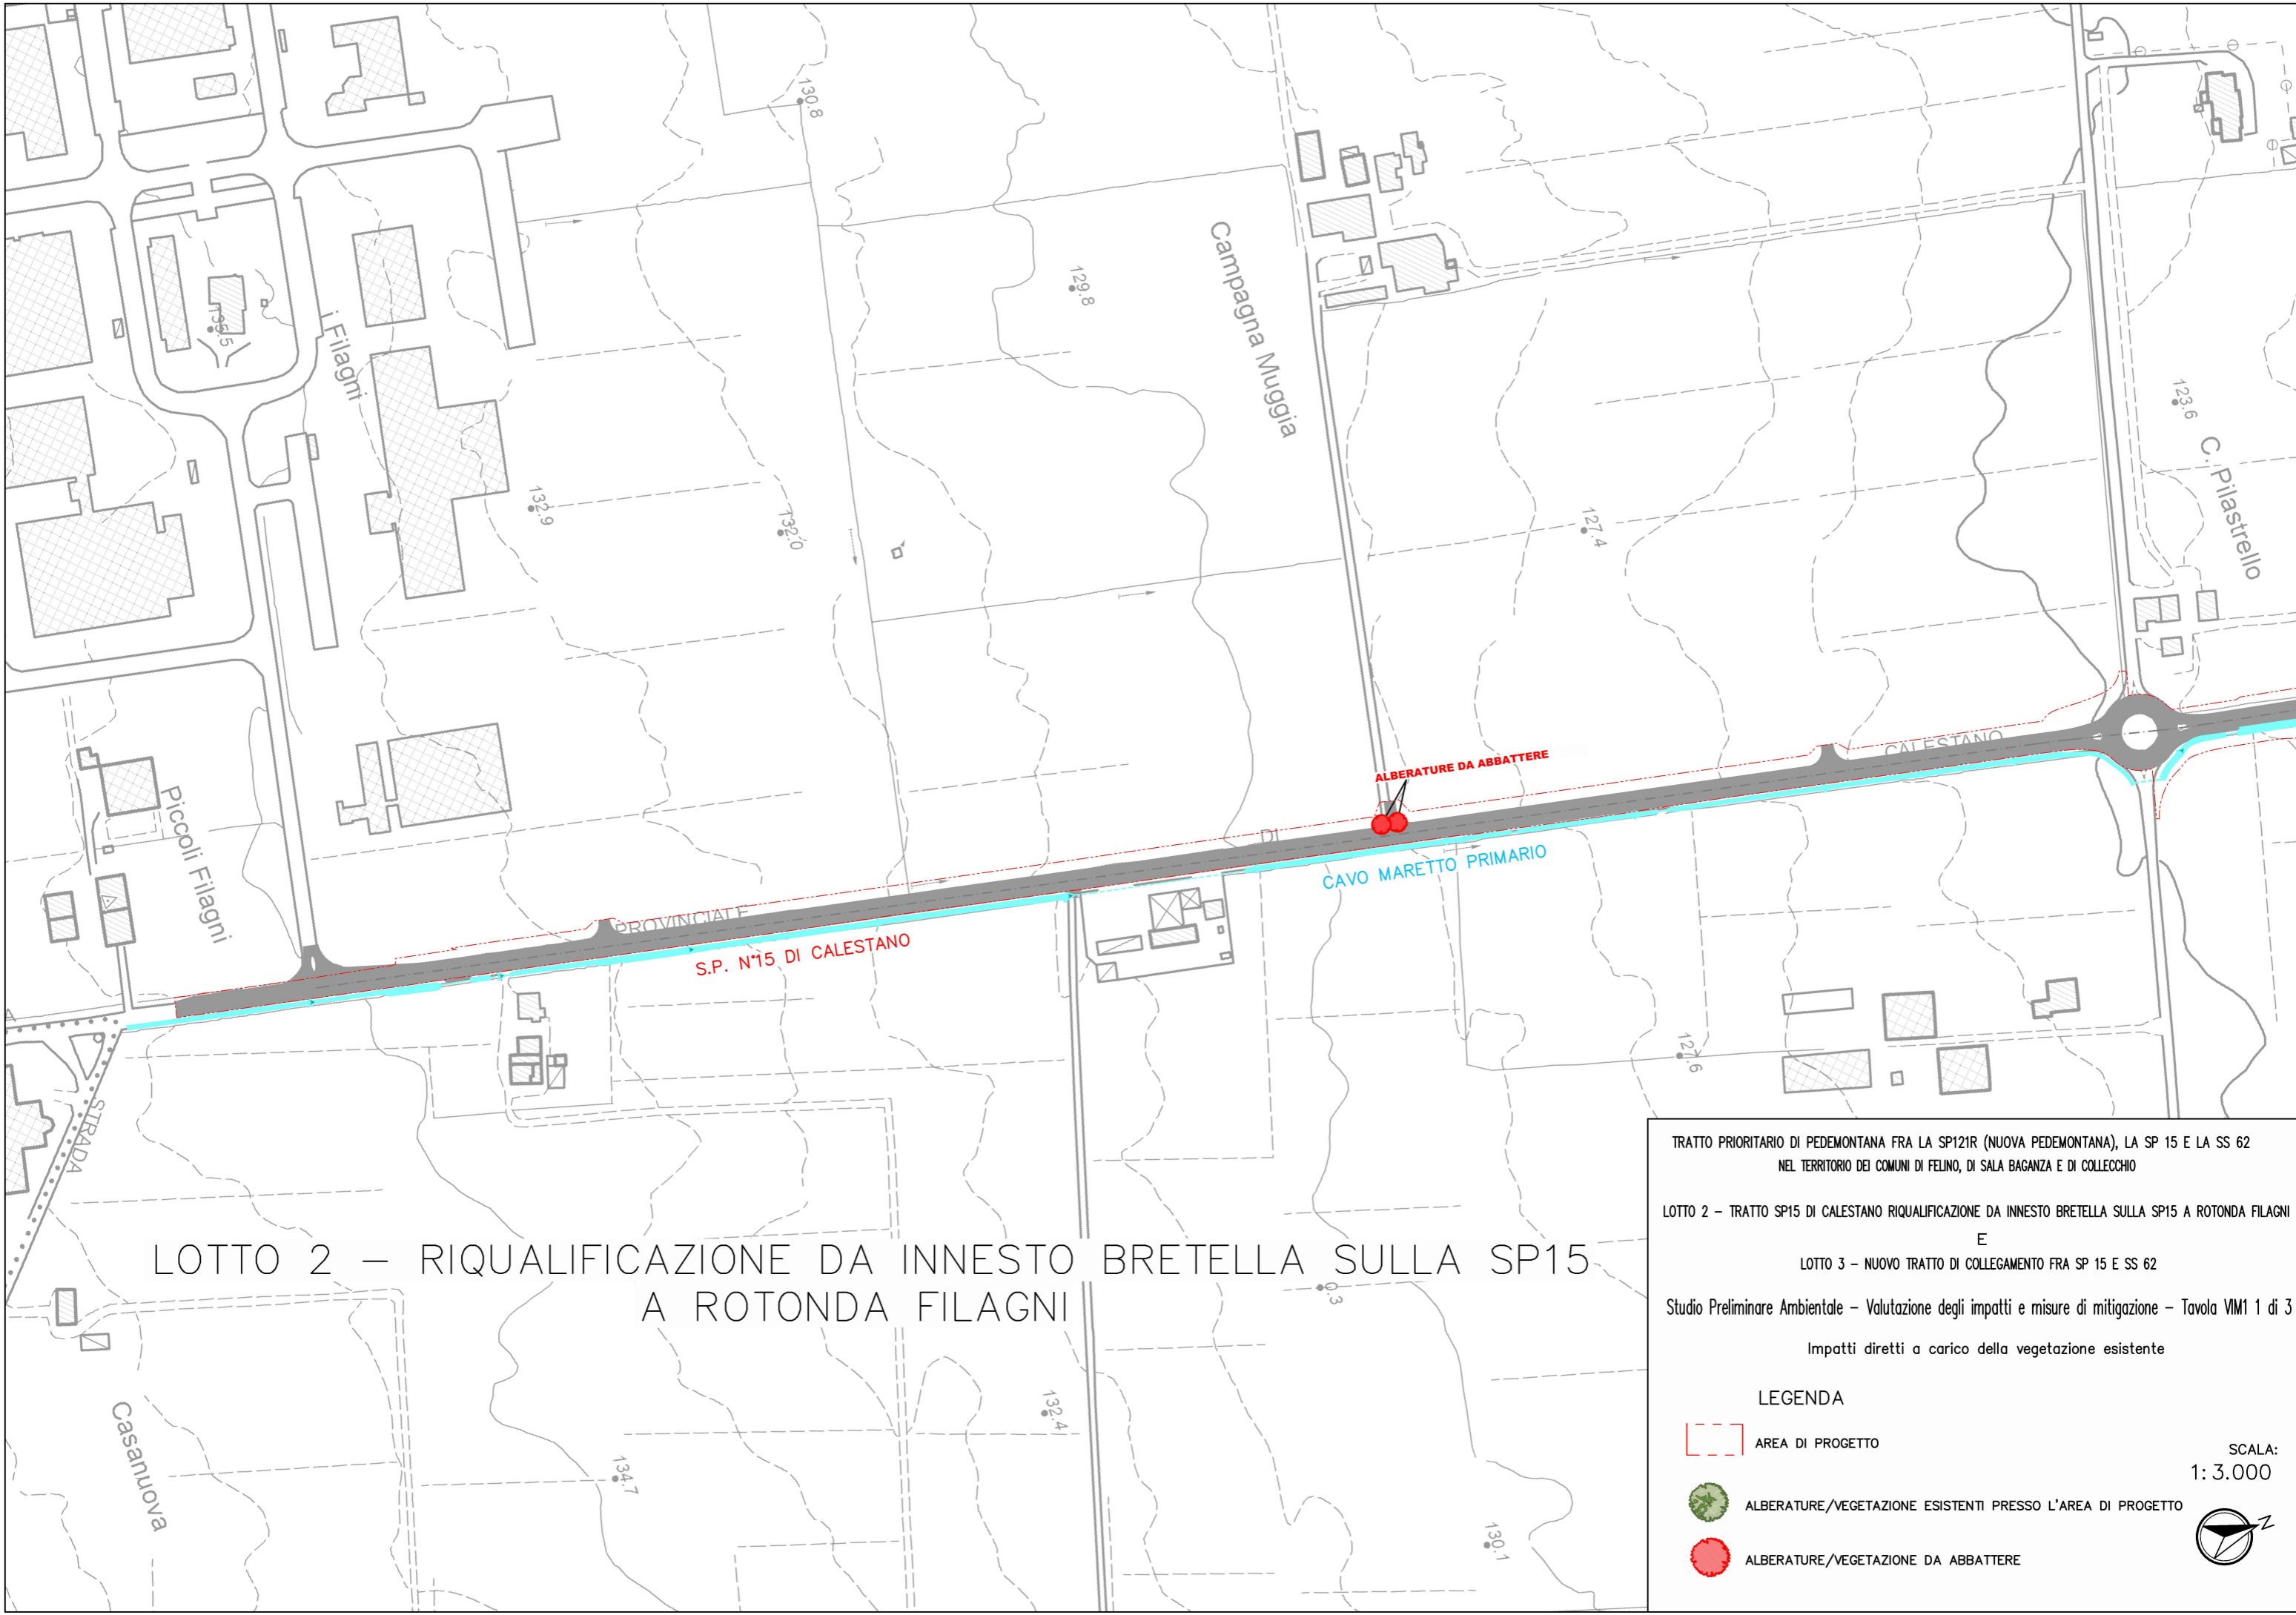 130.8
129.8
Campagna Muggia
135.5
i Filagni
123.6
C. Pilastrello
132.9
132.0
127.4
ALBERATURE DA ABBATTERE
CALESTANO
DI
PROVINCIALE
CAVO MARETTO PRIMARIO
S.P. N°15 DI CALESTANO
Piccoli Filagni
127.6
STRADA
LOTTO 2 – RIQUALIFICAZIONE DA INNESTO BRETELLA SULLA SP15
A ROTONDA FILAGNI
0.3
132.4
134.7
130.1
Casanuova
TRATTO PRIORITARIO DI PEDEMONTANA FRA LA SP121R (NUOVA PEDEMONTANA), LA SP 15 E LA SS 62
NEL TERRITORIO DEI COMUNI DI FELINO, DI SALA BAGANZA E DI COLLECCHIO
LOTTO 2 – TRATTO SP15 DI CALESTANO RIQUALIFICAZIONE DA INNESTO BRETELLA SULLA SP15 A ROTONDA FILAGNI
E
LOTTO 3 – NUOVO TRATTO DI COLLEGAMENTO FRA SP 15 E SS 62
Studio Preliminare Ambientale – Valutazione degli impatti e misure di mitigazione – Tavola VIM1 1 di 3
Impatti diretti a carico della vegetazione esistente
LEGENDA
AREA DI PROGETTO
SCALA:
1:3.000
ALBERATURE/VEGETAZIONE ESISTENTI PRESSO L'AREA DI PROGETTO
ALBERATURE/VEGETAZIONE DA ABBATTERE
N